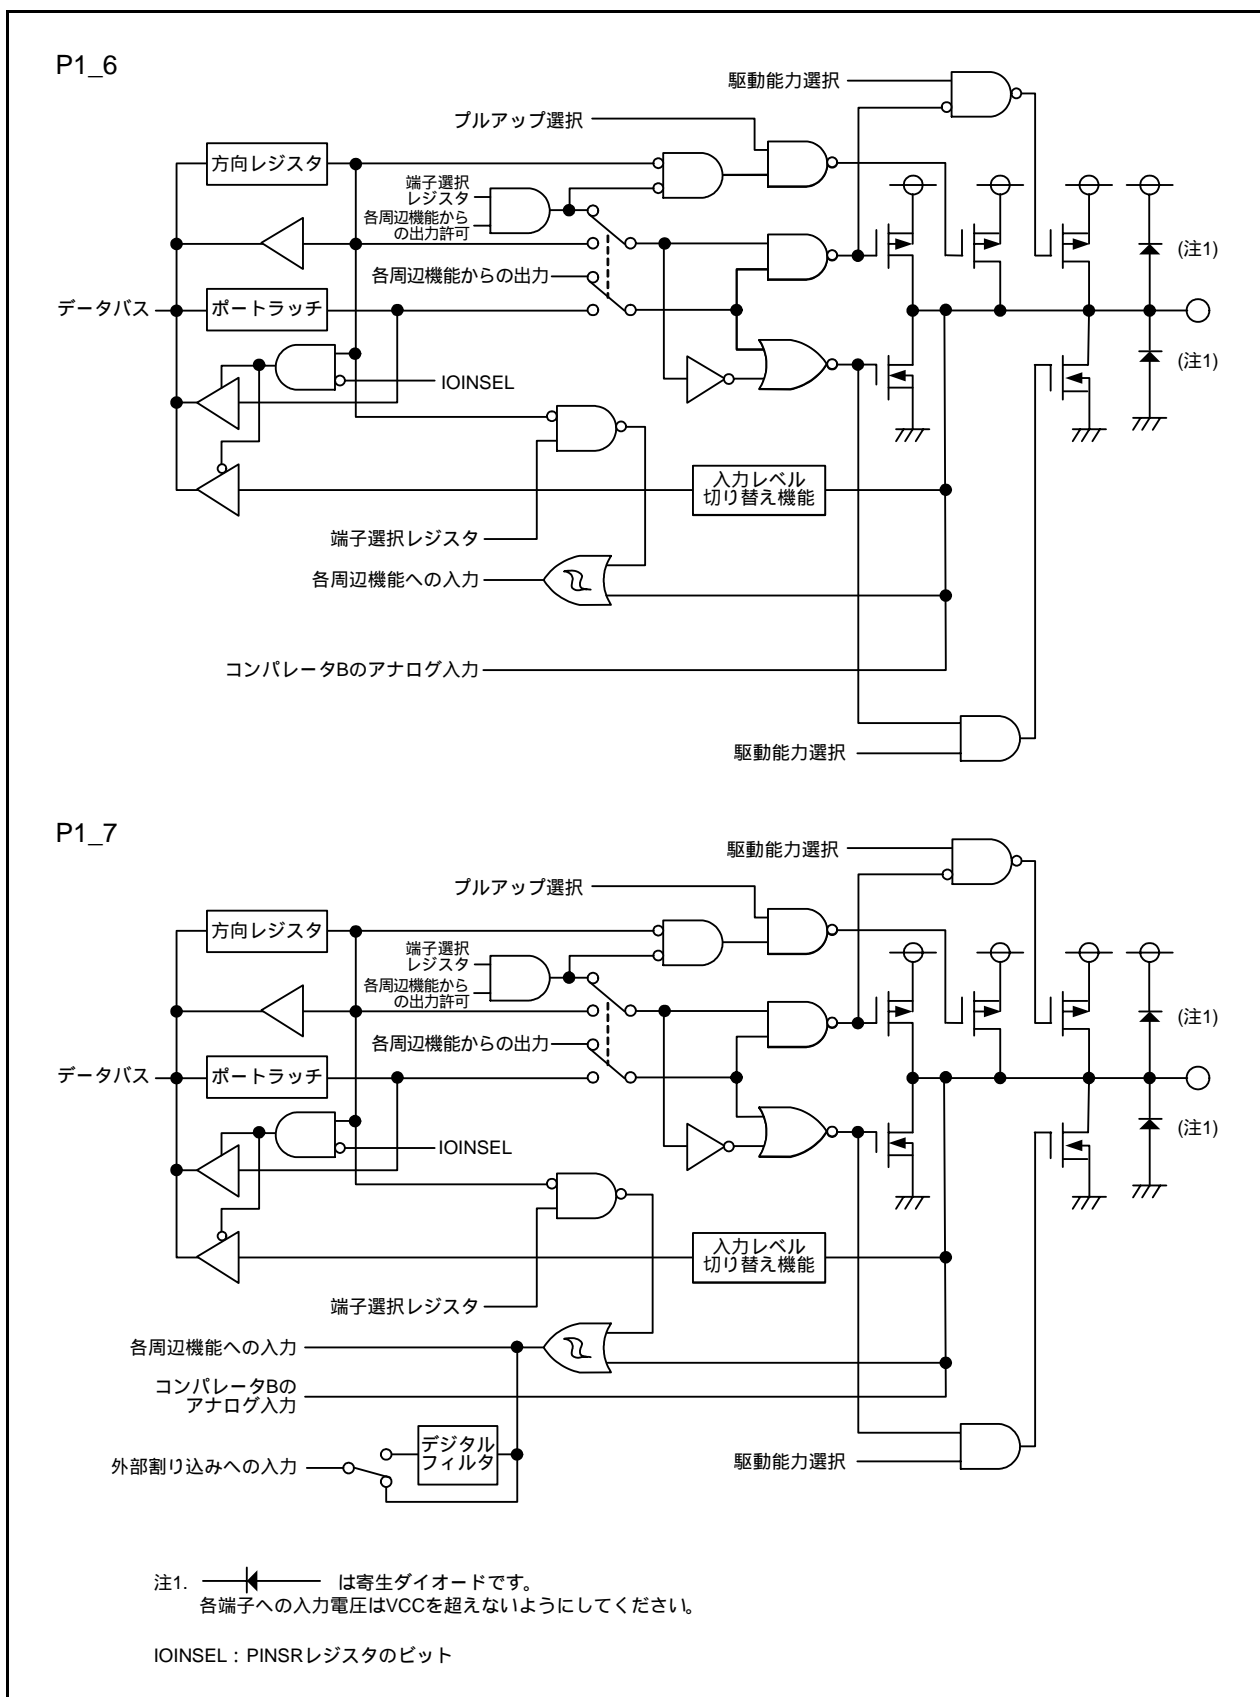 P1_6
駆動能力選択
プルアップ選択
方向レジスタ
端子選択
レジスタ
各周辺機能から
の出力許可
各周辺機能からの出力
(注1)
データバス
ポートラッチ
(注1)
IOINSEL
入力レベル
切り替え機能
端子選択レジスタ
各周辺機能への入力
コンパレータBのアナログ入力
駆動能力選択
P1_7
駆動能力選択
プルアップ選択
方向レジスタ
端子選択
レジスタ
各周辺機能から
の出力許可
各周辺機能からの出力
(注1)
データバス
ポートラッチ
(注1)
IOINSEL
入力レベル
切り替え機能
端子選択レジスタ
各周辺機能への入力
コンパレータBの
アナログ入力
デジタル
フィルタ
外部割り込みへの入力
駆動能力選択
注1. は寄生ダイオードです。
各端子への入力電圧はVCCを超えないようにしてください。
IOINSEL：PINSRレジスタのビット